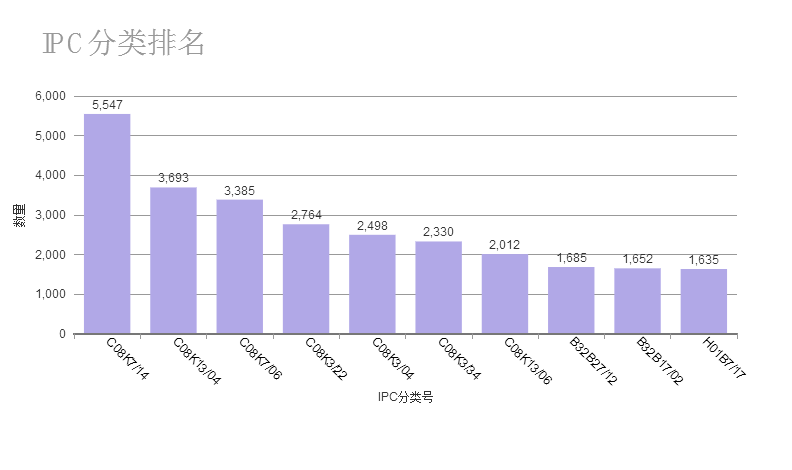 IPC分类排名
6,000
5,000
4,000
3,000
2,000
1,000
0
数量
5,547
3,693
3,385
2,764
2,498
2,330
2,012
1,685
1,652
1,635
C08K7/14
C08K13/04
C08K7/06
C08K3/22
C08K3/04
C08K3/34
C08K13/06
B32B27/12
B32B17/02
H01B7/17
IPC分类号